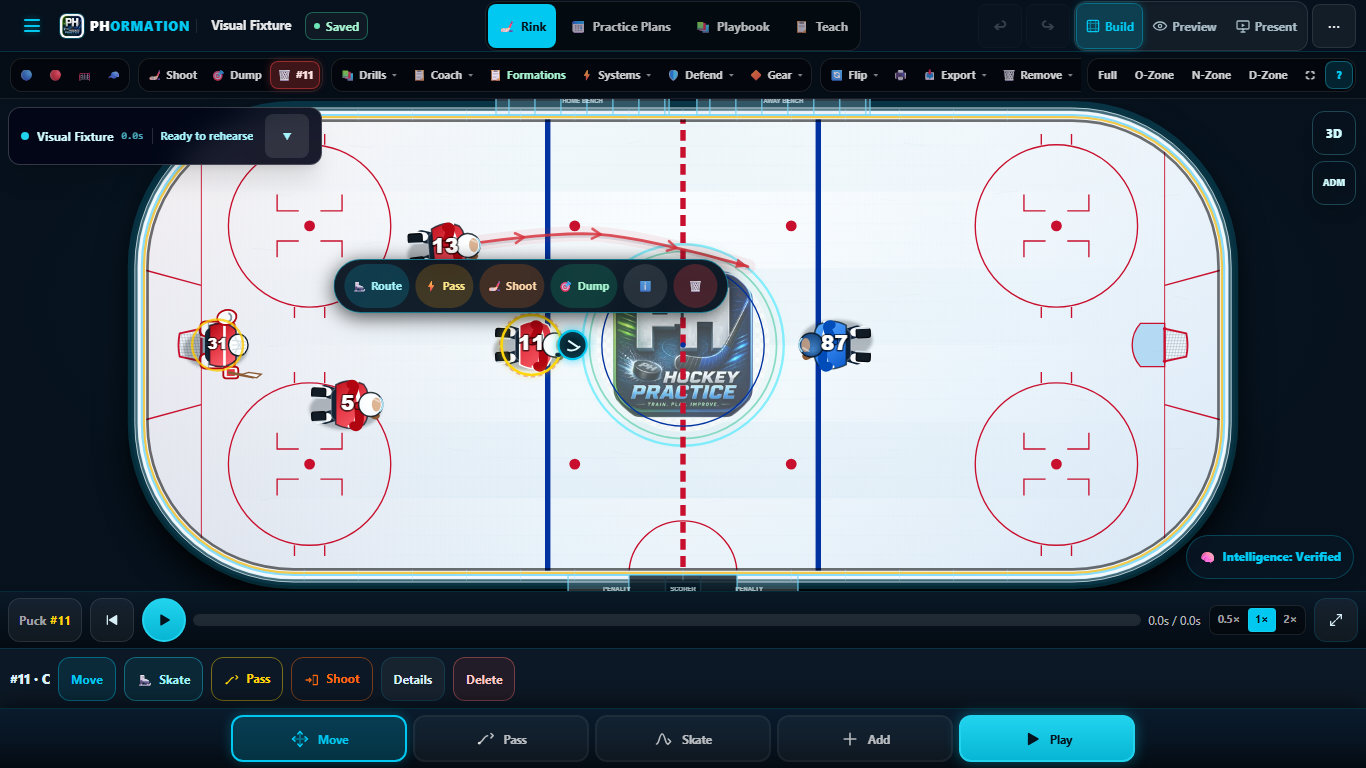 PH PHORMATION Visual Fixture Saved Rink Practice Plans Playbook Teach Build Preview Present ...
Shoot Dump #11 Drills Coach Formations Systems Defend Gear Flip Export Remove Full O-Zone N-Zone D-Zone ?
HOME BENCH AWAY BENCH
Visual Fixture 0.0s Ready to rehearse
3D
ADM
13
Route Pass Shoot Dump
31 11 87
HOCKEY
PRACTICE
TRAIN. PLAY. IMPROVE.
5
Intelligence: Verified
PENALTY SCORER PENALTY
Puck #11 0.0s / 0.0s 0.5× 1× 2×
#11 · C Move Skate Pass Shoot Details Delete
Move Pass Skate Add Play